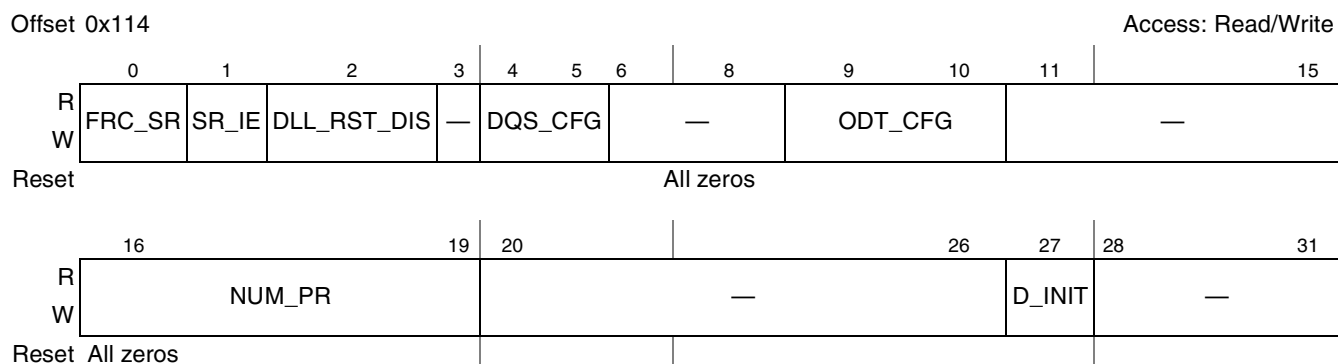 Offset 0x114 Access: Read/Write
0 1 2 3 4 5 6 8 9 10 11 15
R
W
FRC_SR SR_IE DLL_RST_DIS — DQS_CFG — ODT_CFG —
Reset All zeros
16 19 20 26 27 28 31
R
W
NUM_PR — D_INIT —
Reset All zeros